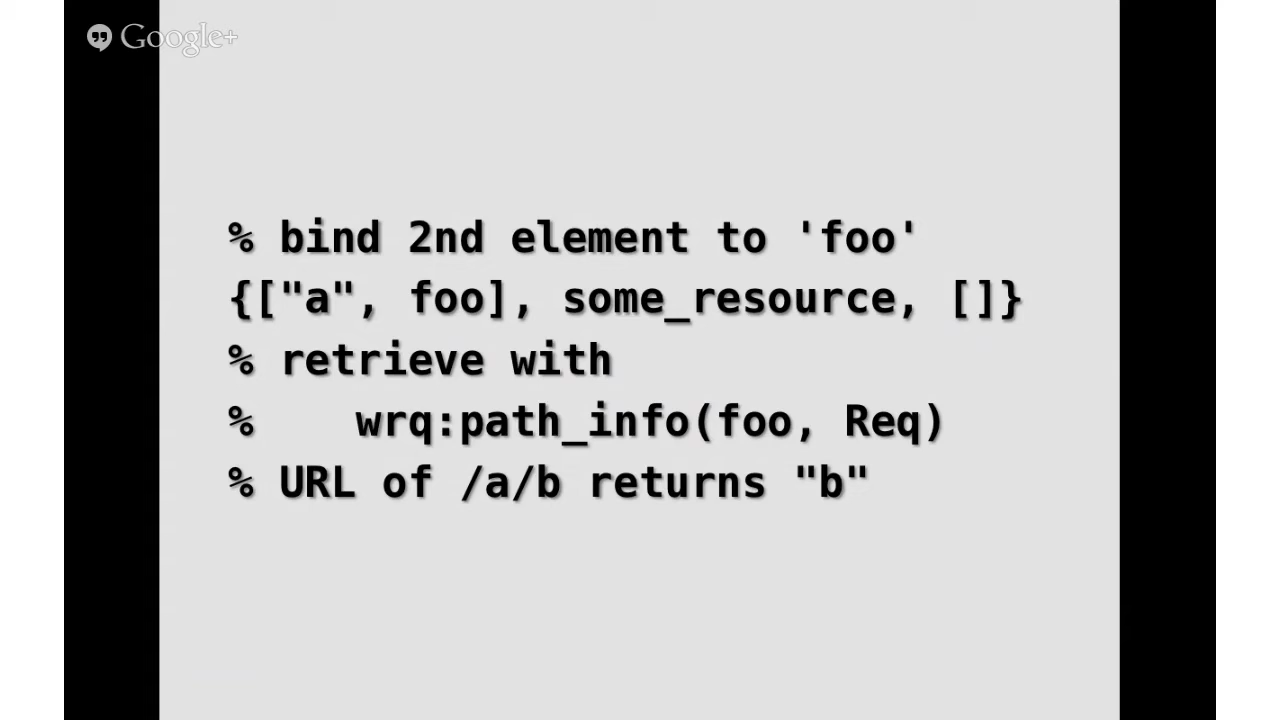 Google+
% bind 2nd element to 'foo'
{["a", foo], some_resource, []}
% retrieve with
%    wrq:path_info(foo, Req)
% URL of /a/b returns "b"